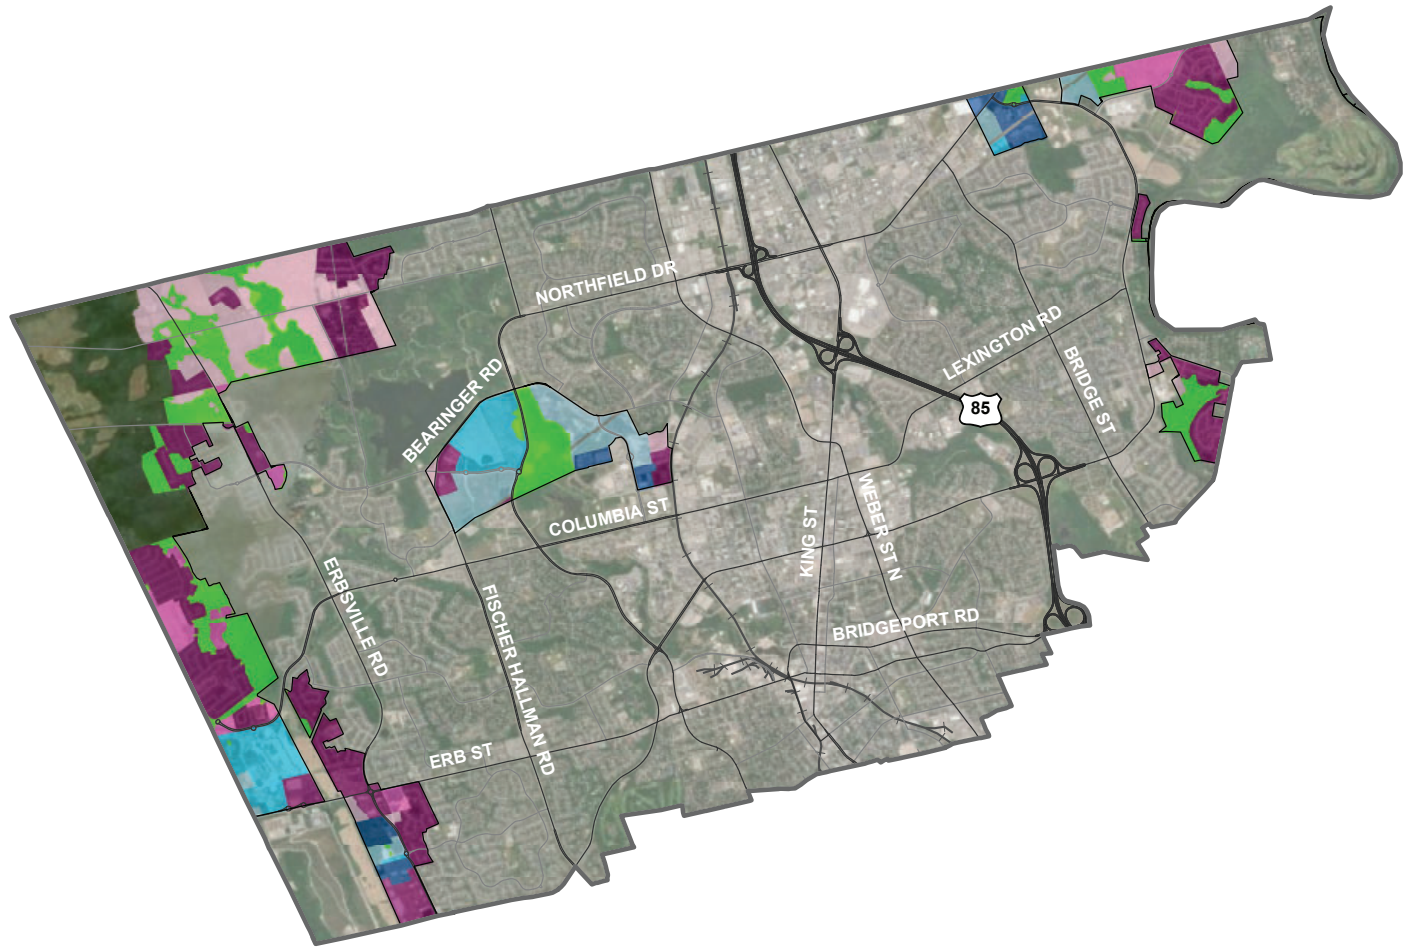 NORTHFIELD DR
LEXINGTON RD
BRIDGE ST
BEARINGER RD
85
COLUMBIA ST
WEBER ST N
KING ST
ERBSVILLE RD
FISCHER HALLMAN RD
BRIDGEPORT RD
ERB ST